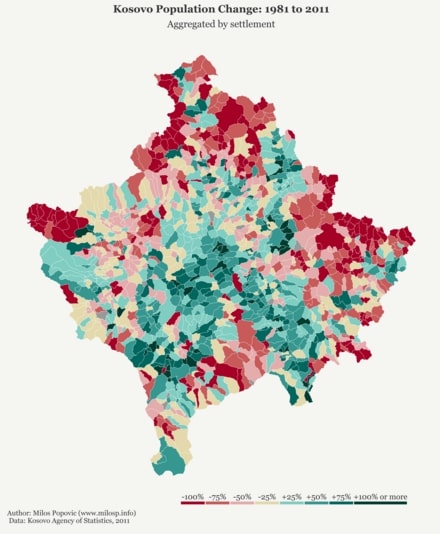 Kosovo Population Change: 1981 to 2011
Aggregated by settlement
-100% -75% -50% -25% +25% +50% +75% +100% or more
Author: Milos Popovic (www.milosp.info)
Data: Kosovo Agency of Statistics, 2011